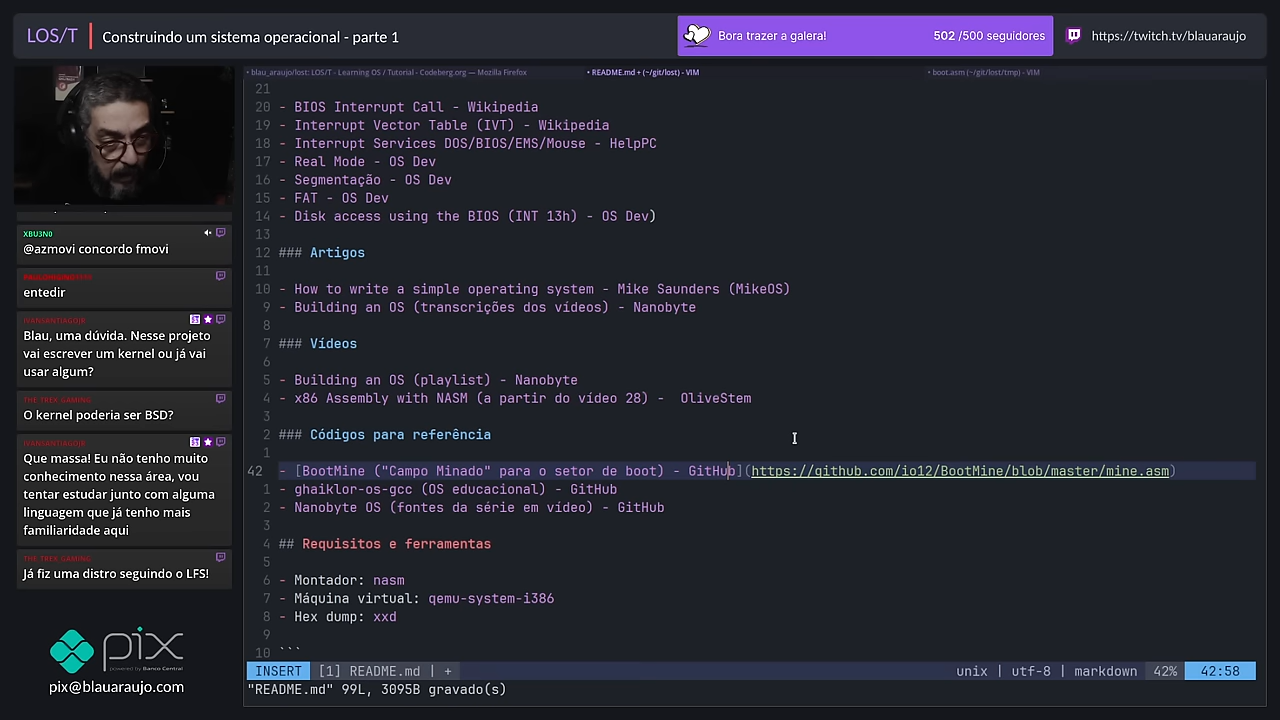 LOS/T
Construindo um sistema operacional - parte 1
Bora trazer a galera!
502 /500 seguidores
https://twitch.tv/blauaraujo
• blau_araujo/lost: LOS/T - Learning OS / Tutorial - Codeberg.org — Mozilla Firefox
• README.md + (~/git/lost) - VIM
• boot.asm (~/git/lost/tmp) - VIM
XBU3N0
@azmovi concordo fmovi
entedir
IVANSANTIAGOJR
Blau, uma dúvida. Nesse projeto
vai escrever um kernel ou já vai
usar algum?
THE TREX GAMING
O kernel poderia ser BSD?
IVANSANTIAGOJR
Que massa! Eu não tenho muito
conhecimento nessa área, vou
tentar estudar junto com alguma
linguagem que já tenho mais
familiaridade aqui
THE TREX GAMING
Já fiz uma distro seguindo o LFS!
pix
powered by Banco Central
pix@blauaraujo.com
21
20 - BIOS Interrupt Call - Wikipedia
19 - Interrupt Vector Table (IVT) - Wikipedia
18 - Interrupt Services DOS/BIOS/EMS/Mouse - HelpPC
17 - Real Mode - OS Dev
16 - Segmentação - OS Dev
15 - FAT - OS Dev
14 - Disk access using the BIOS (INT 13h) - OS Dev)
13
12 ### Artigos
11
10 - How to write a simple operating system - Mike Saunders (MikeOS)
9 - Building an OS (transcrições dos vídeos) - Nanobyte
8
7 ### Vídeos
6
5 - Building an OS (playlist) - Nanobyte
4 - x86 Assembly with NASM (a partir do vídeo 28) -  OliveStem
3
2 ### Códigos para referência
1
42 - [BootMine ("Campo Minado" para o setor de boot) - GitHub](https://github.com/io12/BootMine/blob/master/mine.asm)
1 - ghaiklor-os-gcc (OS educacional) - GitHub
2 - Nanobyte OS (fontes da série em vídeo) - GitHub
3
4 ## Requisitos e ferramentas
5
6 - Montador: nasm
7 - Máquina virtual: qemu-system-i386
8 - Hex dump: xxd
9
10 ```
INSERT [1] README.md | + unix | utf-8 | markdown 42% 42:58
"README.md" 99L, 3095B gravado(s)